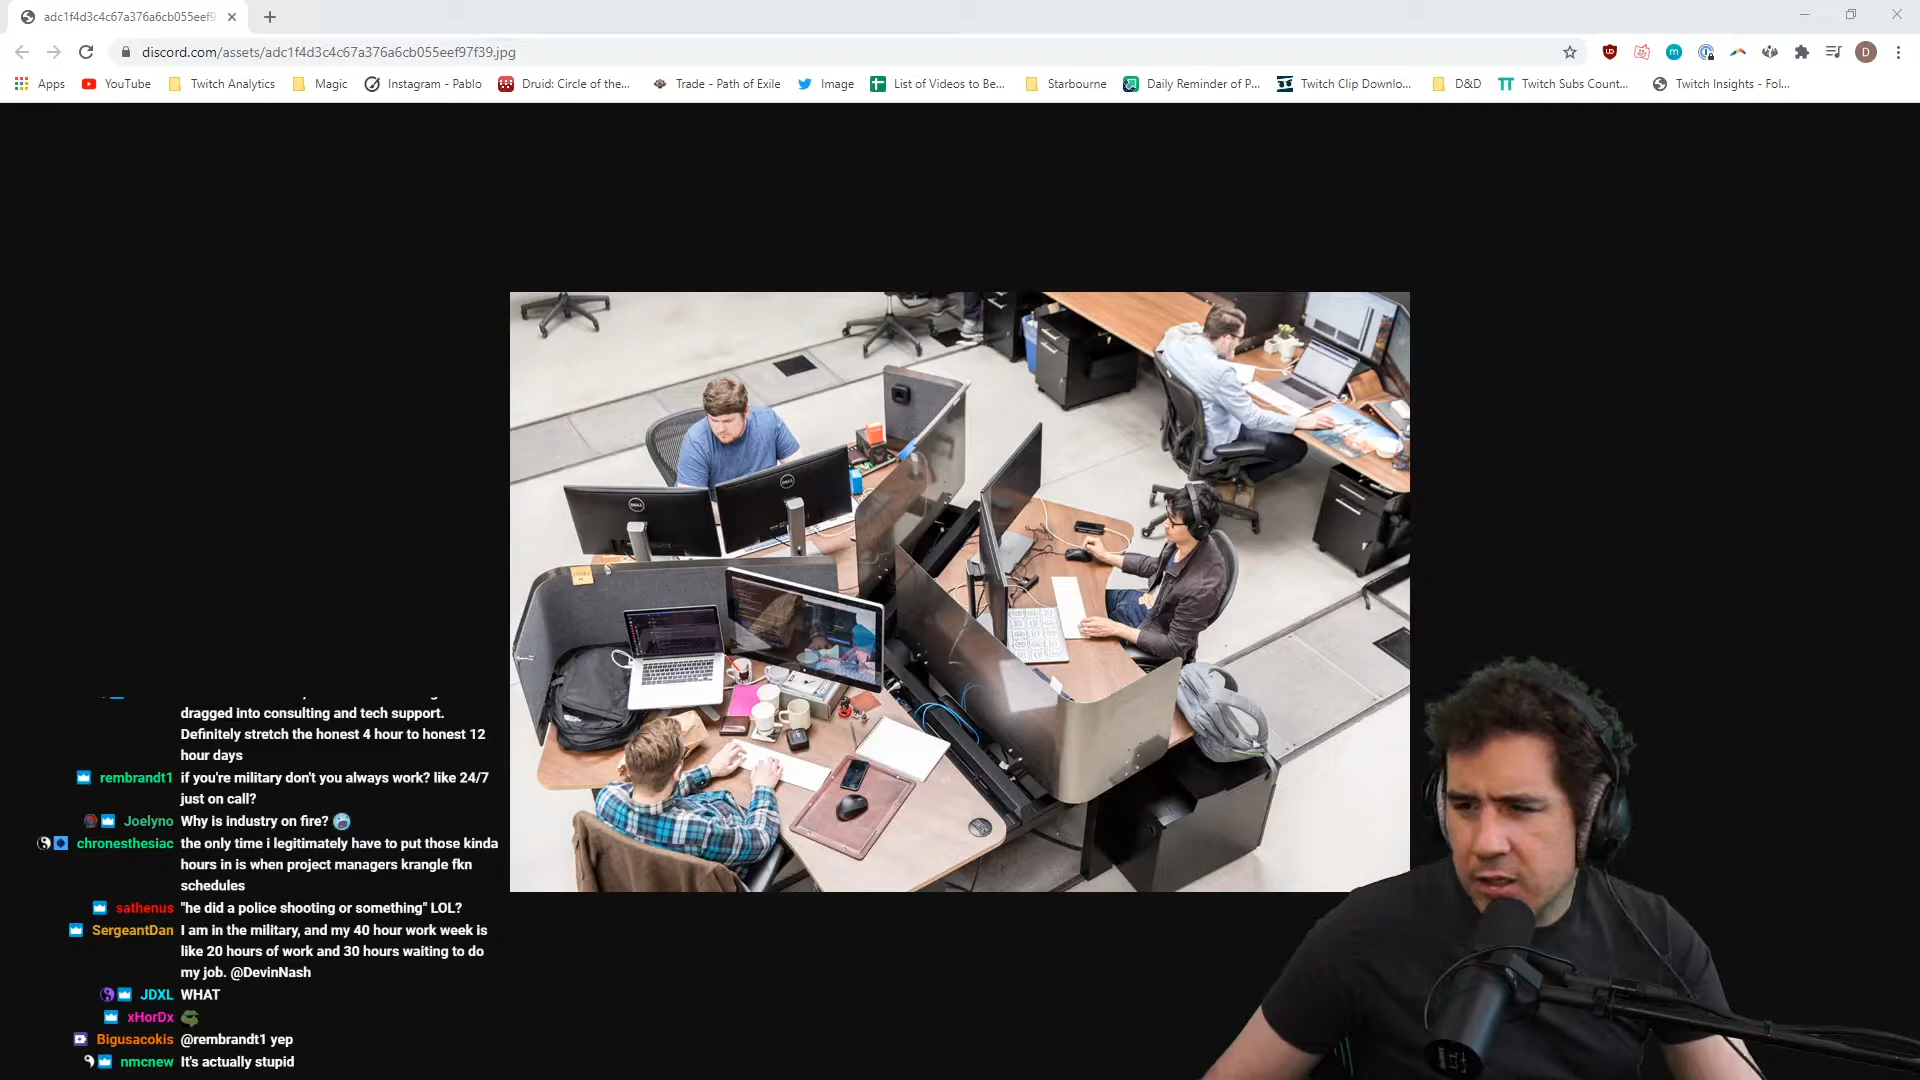 adc1f4d3c4c67a376a6cb055eef9
discord.com/assets/adc1f4d3c4c67a376a6cb055eef97f39.jpg
Apps YouTube Twitch Analytics Magic Instagram - Pablo Druid: Circle of the... Trade - Path of Exile Image List of Videos to Be... Starbourne Daily Reminder of P... Twitch Clip Downlo... D&D Twitch Subs Count... Twitch Insights - Fol...
DELL
DELL
dragged into consulting and tech support.
Definitely stretch the honest 4 hour to honest 12
hour days
rembrandt1 if you're military don't you always work? like 24/7
just on call?
Joelyno Why is industry on fire?
chronesthesiac the only time i legitimately have to put those kinda
hours in is when project managers krangle fkn
schedules
sathenus "he did a police shooting or something" LOL?
SergeantDan I am in the military, and my 40 hour work week is
like 20 hours of work and 30 hours waiting to do
my job. @DevinNash
JDXL WHAT
xHorDx
Bigusacokis @rembrandt1 yep
nmcnew It's actually stupid